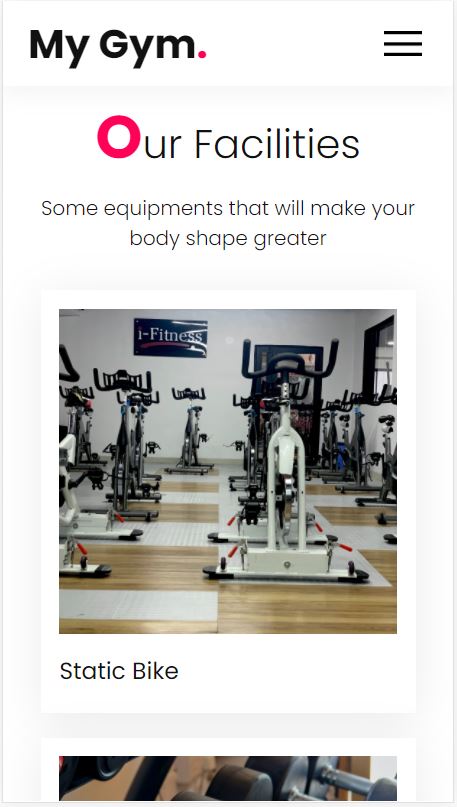 My Gym.
Our Facilities
Some equipments that will make your
body shape greater
i-Fitness
Static Bike